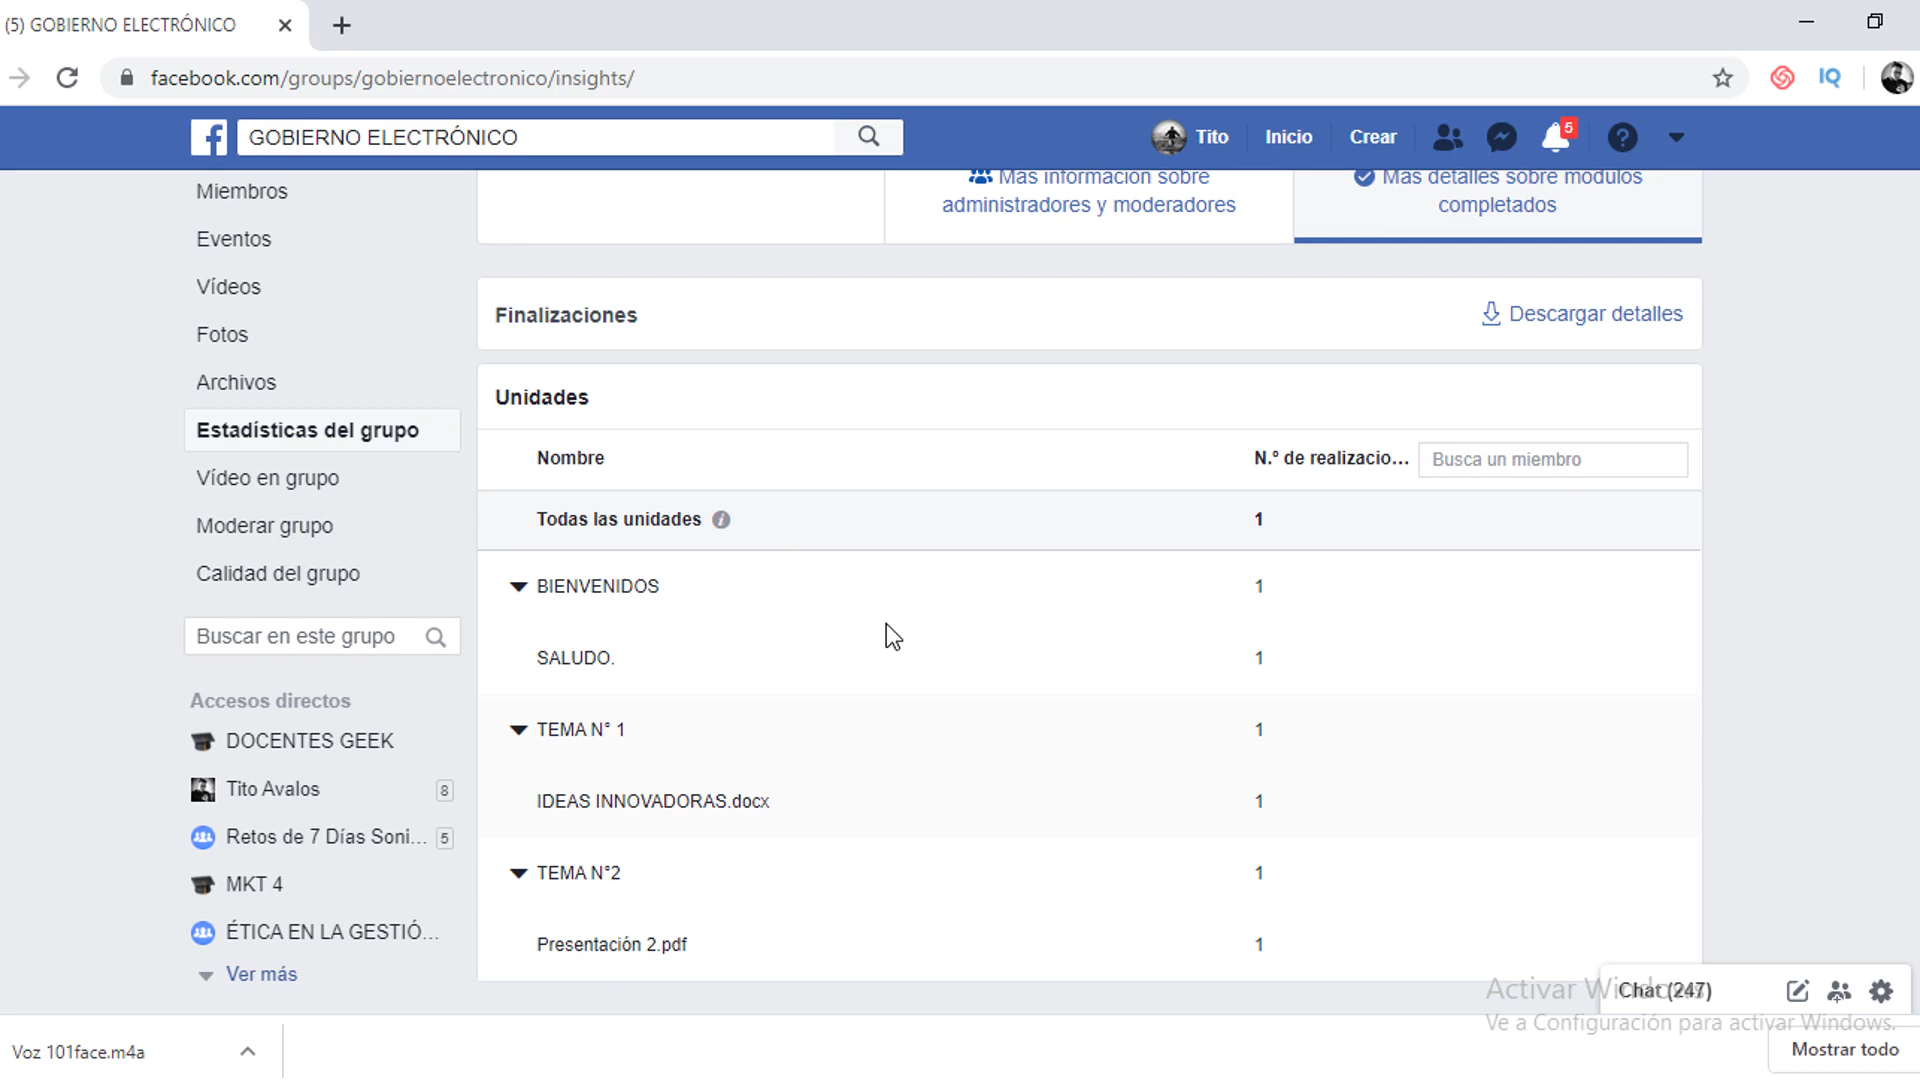 (5) GOBIERNO ELECTRÓNICO
facebook.com/groups/gobiernoelectronico/insights/
IQ
f
GOBIERNO ELECTRÓNICO
Tito
Inicio
Crear
5
?
Miembros
Eventos
Vídeos
Fotos
Archivos
Estadísticas del grupo
Vídeo en grupo
Moderar grupo
Calidad del grupo
Buscar en este grupo
Accesos directos
DOCENTES GEEK
Tito Avalos 8
Retos de 7 Días Soni... 5
MKT 4
ÉTICA EN LA GESTIÓ...
Ver más
Más información sobre
administradores y moderadores
Más detalles sobre módulos
completados
Finalizaciones
Descargar detalles
Unidades
Nombre N.º de realizacio... Busca un miembro
Todas las unidades i 1
BIENVENIDOS 1
SALUDO. 1
TEMA N° 1 1
IDEAS INNOVADORAS.docx 1
TEMA N°2 1
Presentación 2.pdf 1
Chat (247)
Activar Windows
Ve a Configuración para activar Windows.
Voz 101face.m4a
Mostrar todo